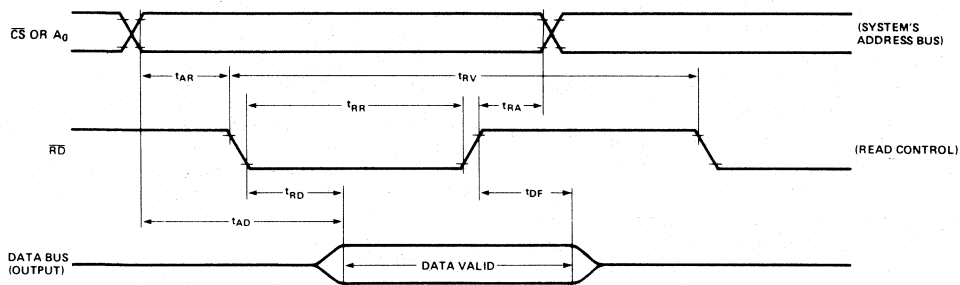 CS OR A0
(SYSTEM'S
ADDRESS BUS)
tAR
tRV
tRR
tRA
RD
(READ CONTROL)
tRD
tDF
tAD
DATA BUS
(OUTPUT)
DATA VALID